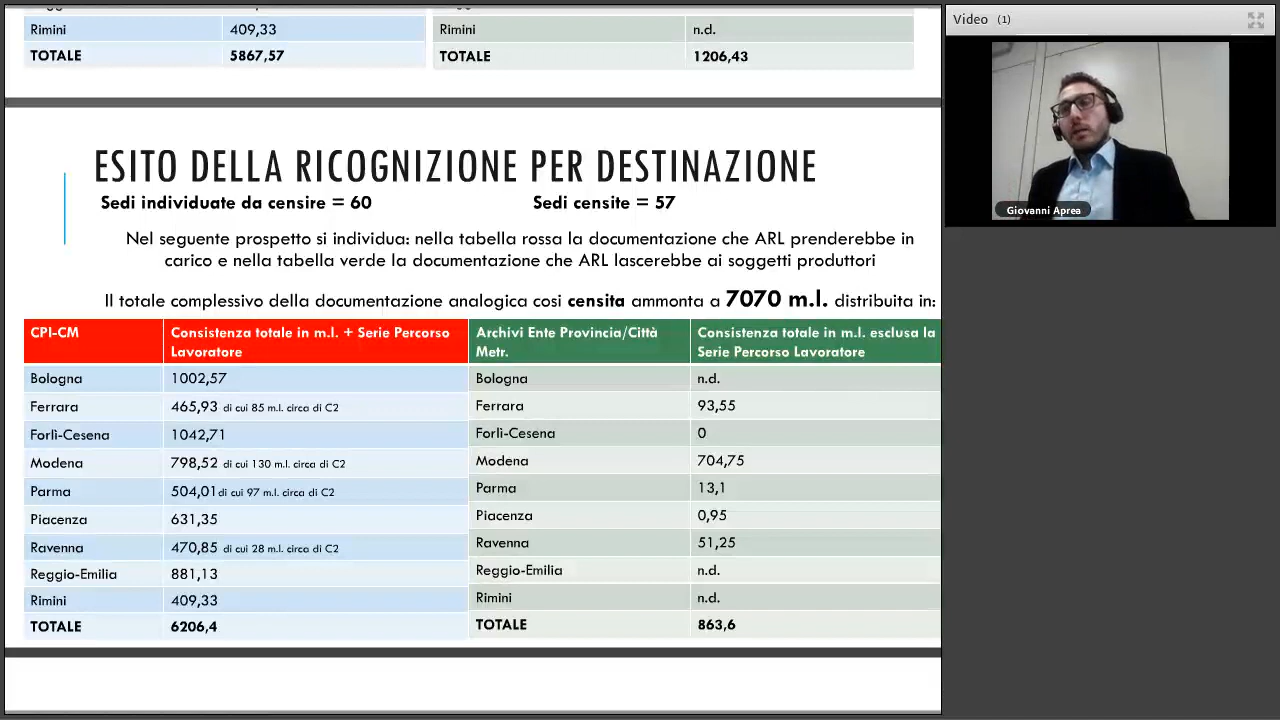 Rimini 409,33 Rimini n.d.
TOTALE 5867,57 TOTALE 1206,43
ESITO DELLA RICOGNIZIONE PER DESTINAZIONE
Sedi individuate da censire = 60 Sedi censite = 57
Nel seguente prospetto si individua: nella tabella rossa la documentazione che ARL prenderebbe in
carico e nella tabella verde la documentazione che ARL lascerebbe ai soggetti produttori
Il totale complessivo della documentazione analogica cosi censita ammonta a 7070 m.l. distribuita in:
CPI-CM Consistenza totale in m.l. + Serie Percorso Lavoratore Archivi Ente Provincia/Città Metr. Consistenza totale in m.l. esclusa la Serie Percorso Lavoratore
Bologna 1002,57 Bologna n.d.
Ferrara 465,93 di cui 85 m.l. circa di C2 Ferrara 93,55
Forlì-Cesena 1042,71 Forlì-Cesena 0
Modena 798,52 di cui 130 m.l. circa di C2 Modena 704,75
Parma 504,01di cui 97 m.l. circa di C2 Parma 13,1
Piacenza 631,35 Piacenza 0,95
Ravenna 470,85 di cui 28 m.l. circa di C2 Ravenna 51,25
Reggio-Emilia 881,13 Reggio-Emilia n.d.
Rimini 409,33 Rimini n.d.
TOTALE 6206,4 TOTALE 863,6
Video (1)
Giovanni Aprea